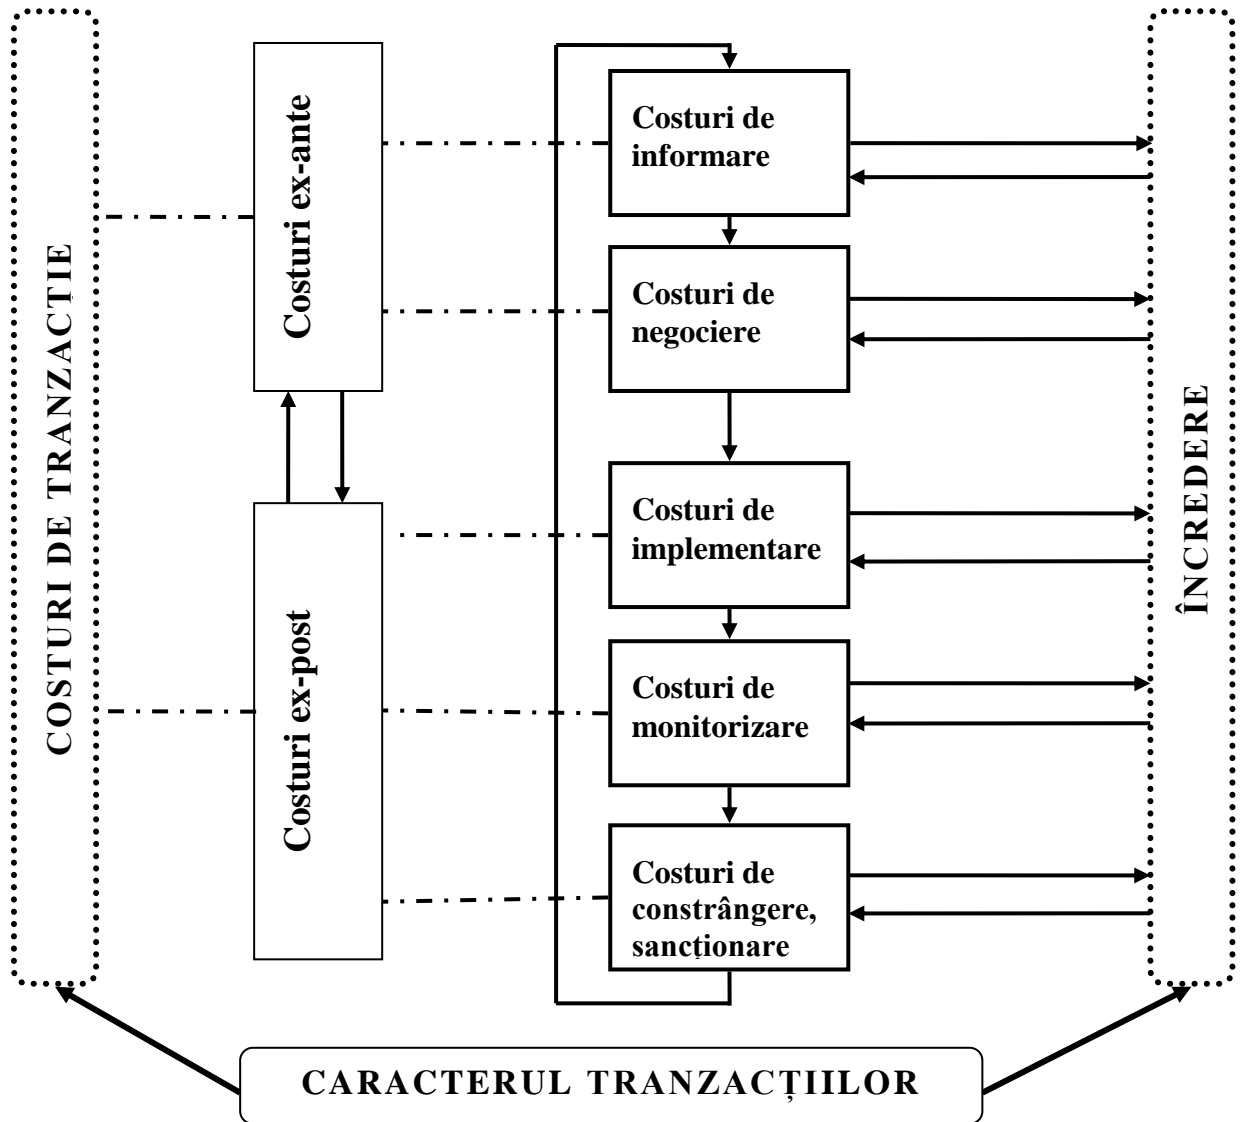 COSTURI DE TRANZACȚIE
Costuri ex-ante
Costuri ex-post
Costuri de
informare
Costuri de
negociere
Costuri de
implementare
Costuri de
monitorizare
Costuri de
constrângere,
sancționare
ÎNCREDERE
CARACTERUL TRANZACȚIILOR